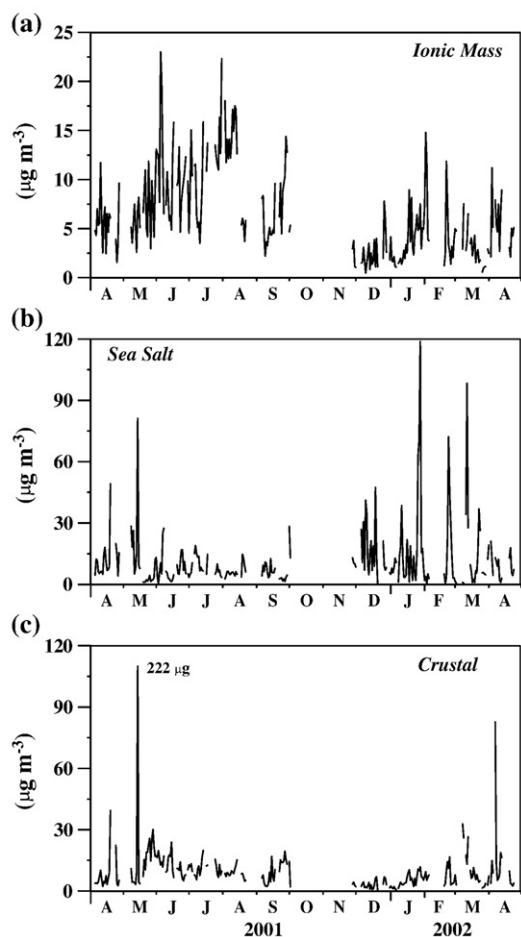 (a)
Ionic Mass
25
20
15
10
5
0
(μg m-3)
A M J J A S O N D J F M A
(b)
Sea Salt
120
90
60
30
0
(μg m-3)
A M J J A S O N D J F M A
(c)
222 μg
Crustal
120
90
60
30
0
(μg m-3)
A M J J A S O N D J F M A
2001 2002